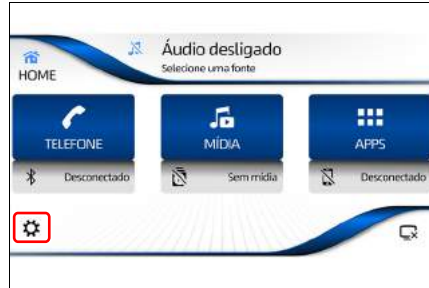 Áudio desligado
Selecione uma fonte
HOME
TELEFONE
MÍDIA
APPS
Desconectado
Sem mídia
Desconectado